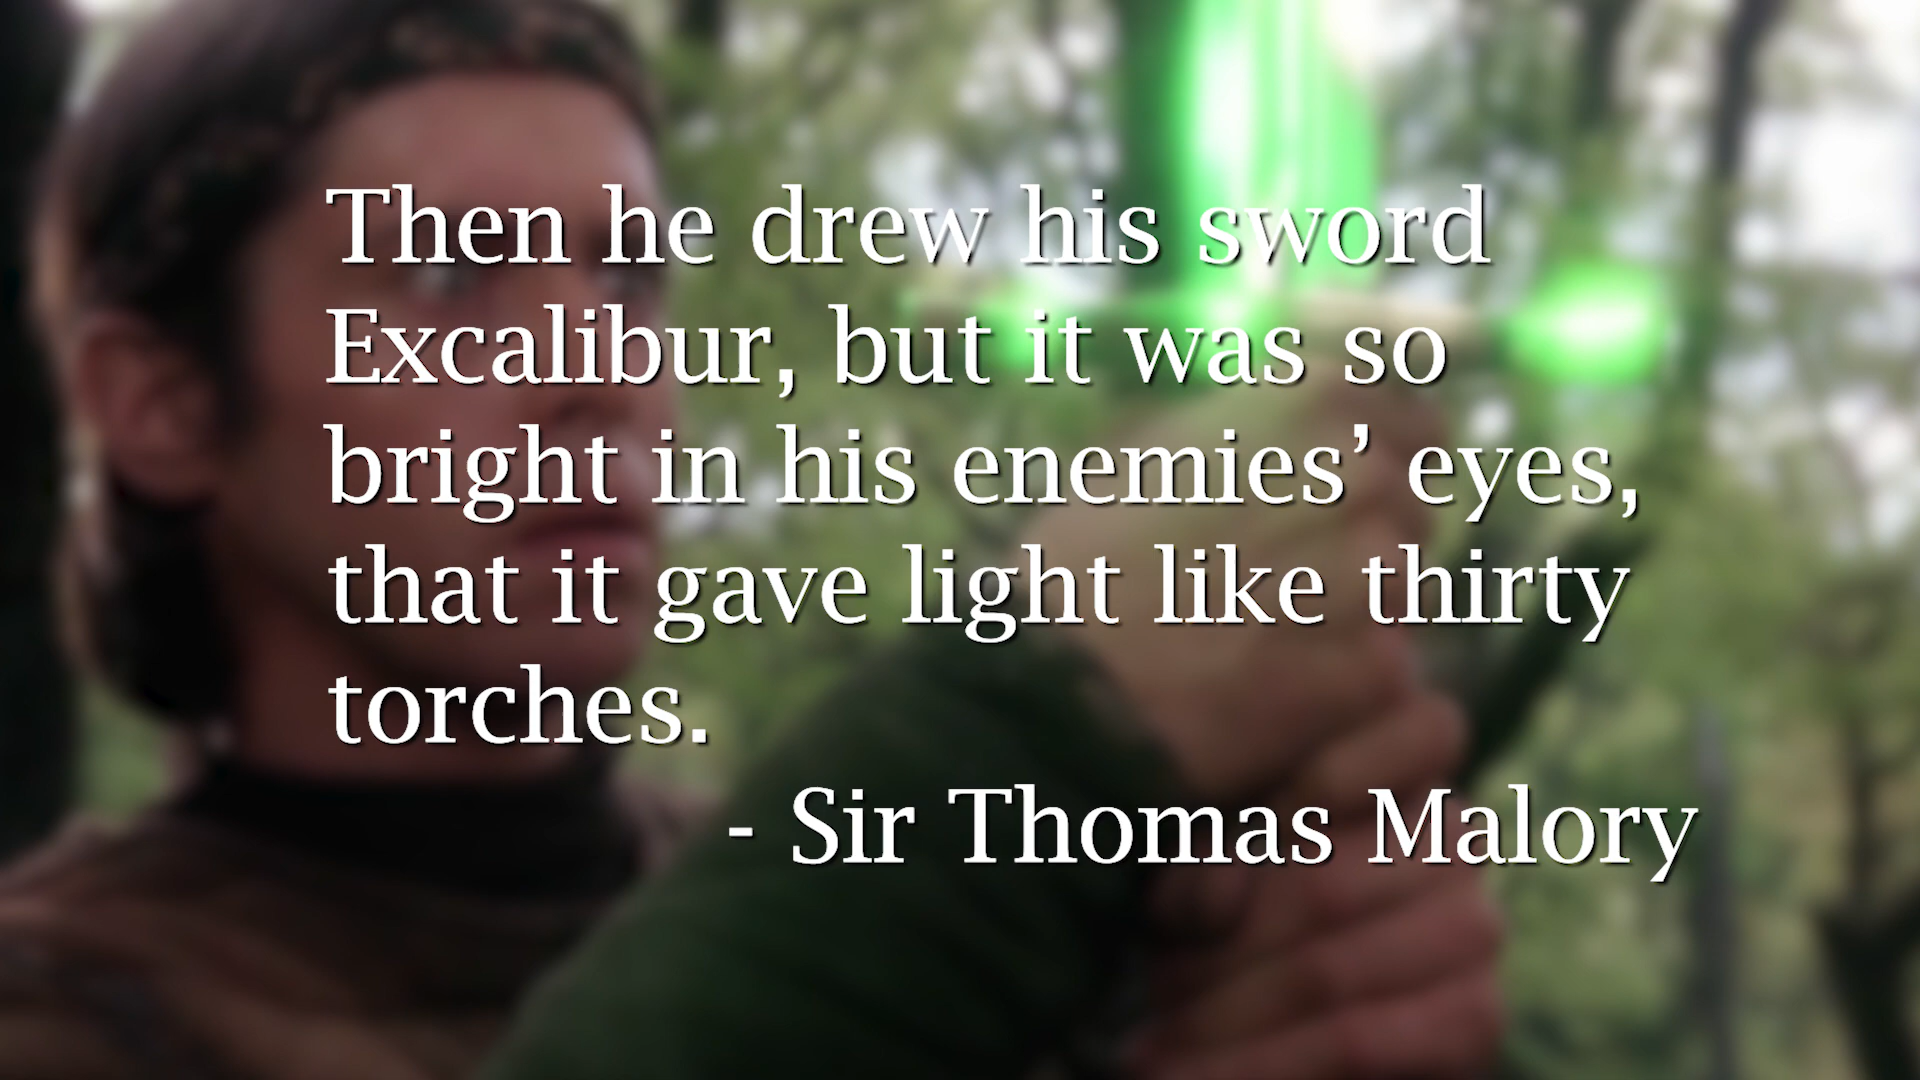 Then he drew his sword
Excalibur, but it was so
bright in his enemies’ eyes,
that it gave light like thirty
torches.
- Sir Thomas Malory